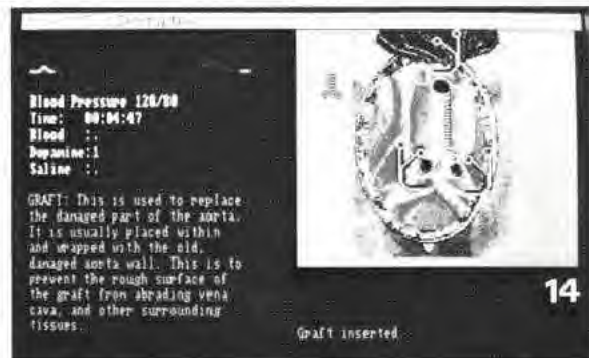 Blood Pressure 120/80
Time: 00:04:47
Blood :.
Dopamine:1
Saline :.
GRAFT: This is used to replace
the damaged part of the aorta.
It is usually placed within
and wrapped with the old,
damaged aorta wall. This is to
prevent the rough surface of
the graft from abrading vena
cava, and other surrounding
tissues.
14
Graft inserted